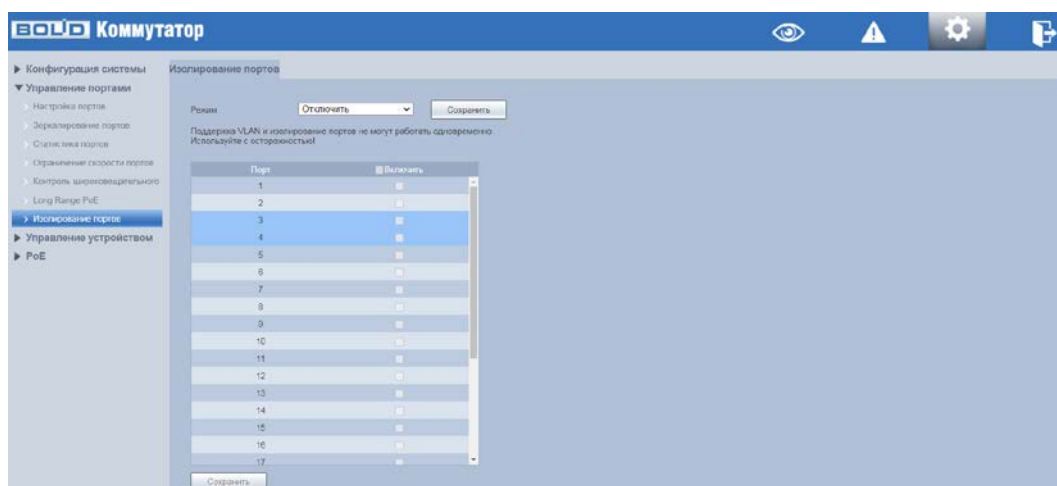 BOLID Коммутатор
Конфигурация системы
Управление портами
Настройка портов
Зеркалирование портов
Статистика портов
Ограничение скорости портов
Контроль широковещательного
Long Range PoE
Изолирование портов
Управление устройством
PoE
Изолирование портов
Режим Отключить Сохранить
Поддержка VLAN и изолирование портов не могут работать одновременно.
Используйте с осторожностью!
Порт Включить
1
2
3
4
5
6
7
8
9
10
11
12
13
14
15
16
17
Сохранить